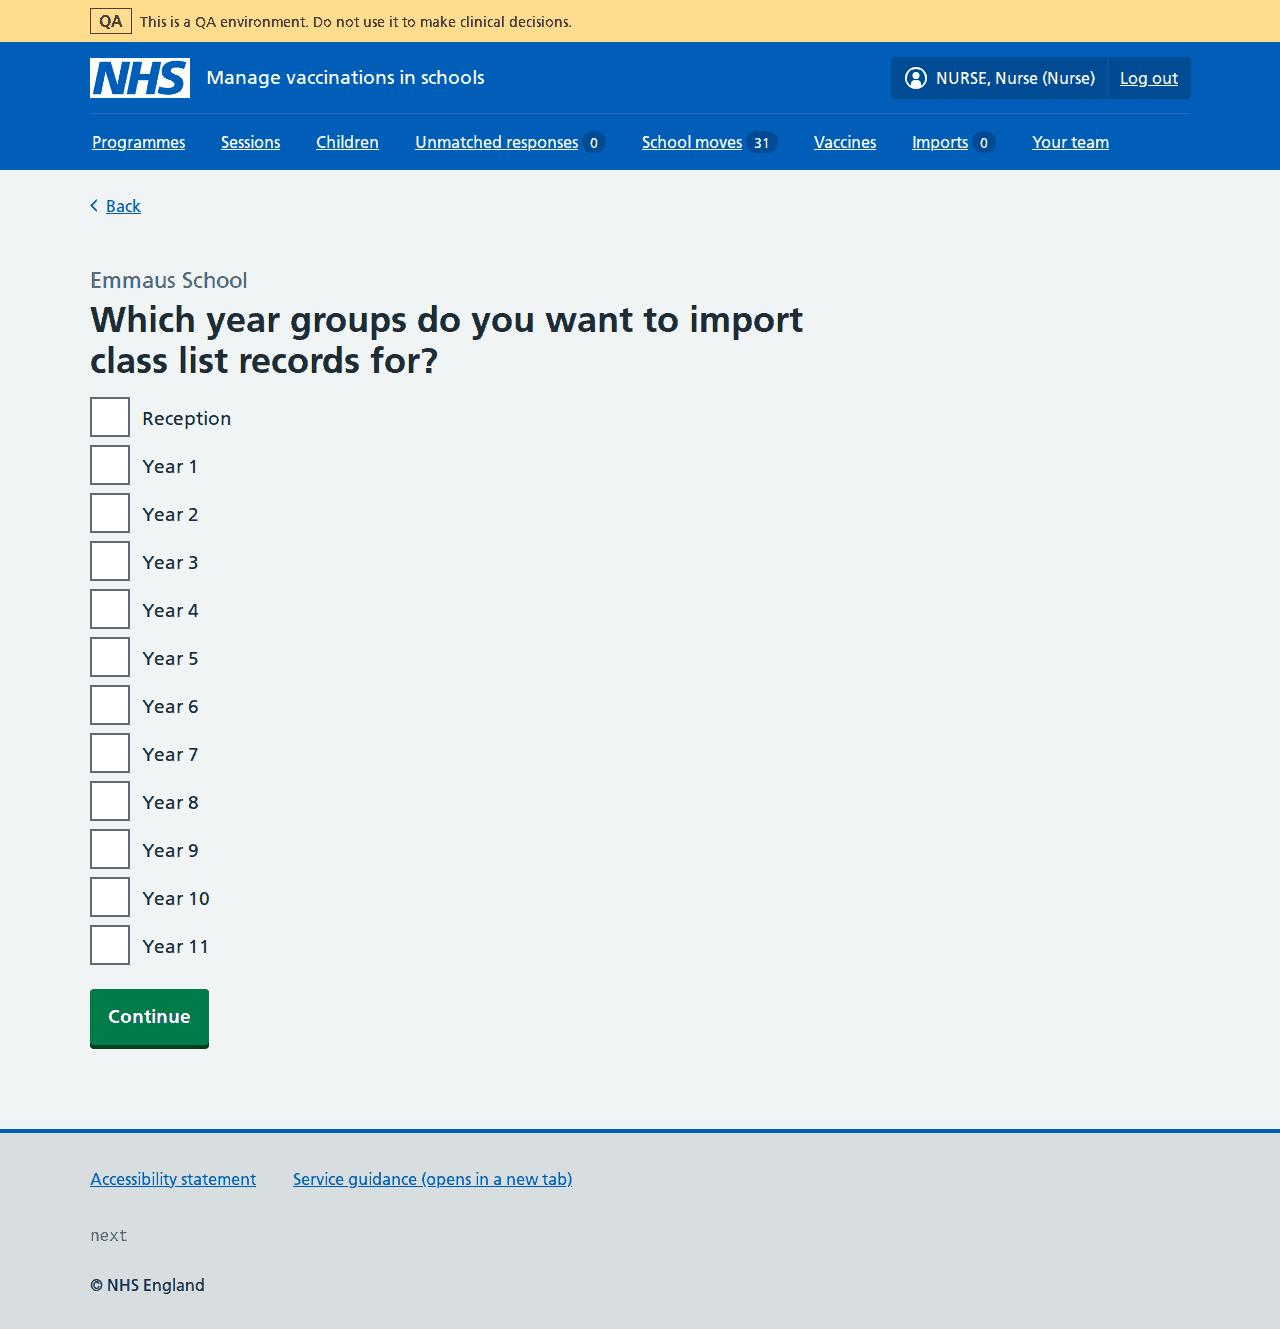 QA This is a QA environment. Do not use it to make clinical decisions.
NHS Manage vaccinations in schools NURSE, Nurse (Nurse) Log out
Programmes Sessions Children Unmatched responses 0 School moves 31 Vaccines Imports 0 Your team
Back
Emmaus School
Which year groups do you want to import
class list records for?
Reception
Year 1
Year 2
Year 3
Year 4
Year 5
Year 6
Year 7
Year 8
Year 9
Year 10
Year 11
Continue
Accessibility statement Service guidance (opens in a new tab)
next
© NHS England